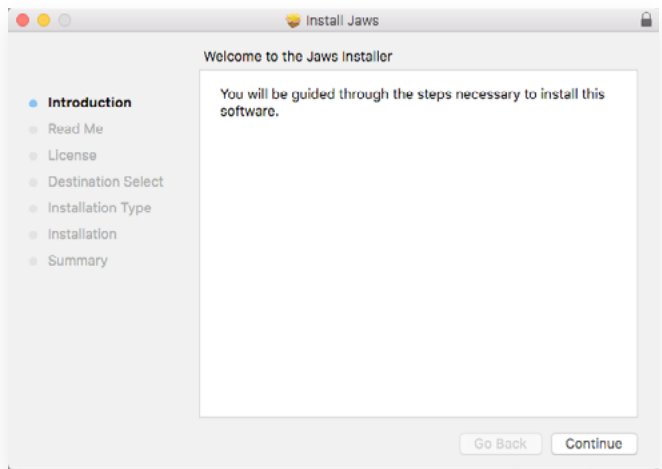 Install Jaws
Welcome to the Jaws Installer
Introduction
Read Me
License
Destination Select
Installation Type
Installation
Summary
You will be guided through the steps necessary to install this
software.
Go Back
Continue